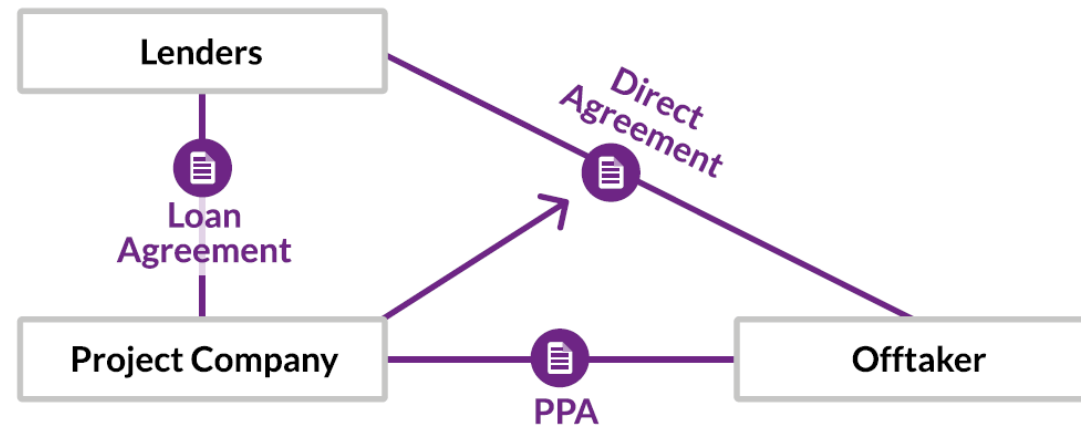 Lenders
Direct
Agreement
Loan
Agreement
Project Company
Offtaker
PPA